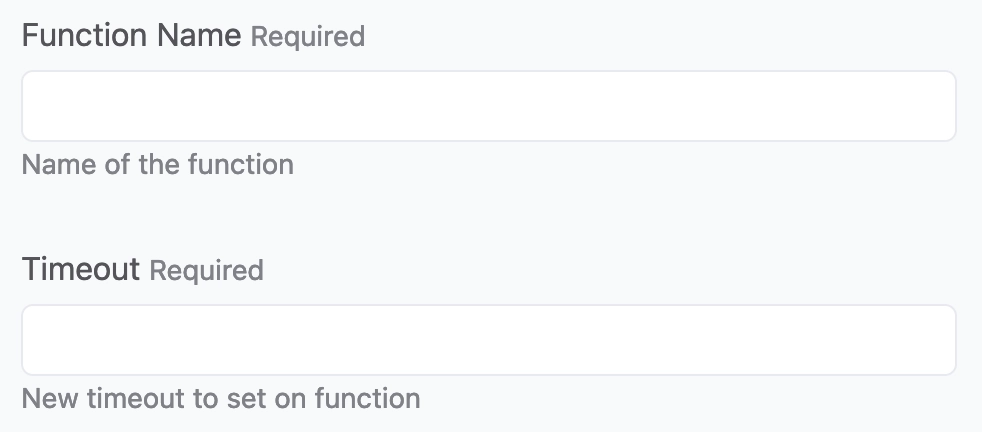 Function Name Required
Name of the function
Timeout Required
New timeout to set on function